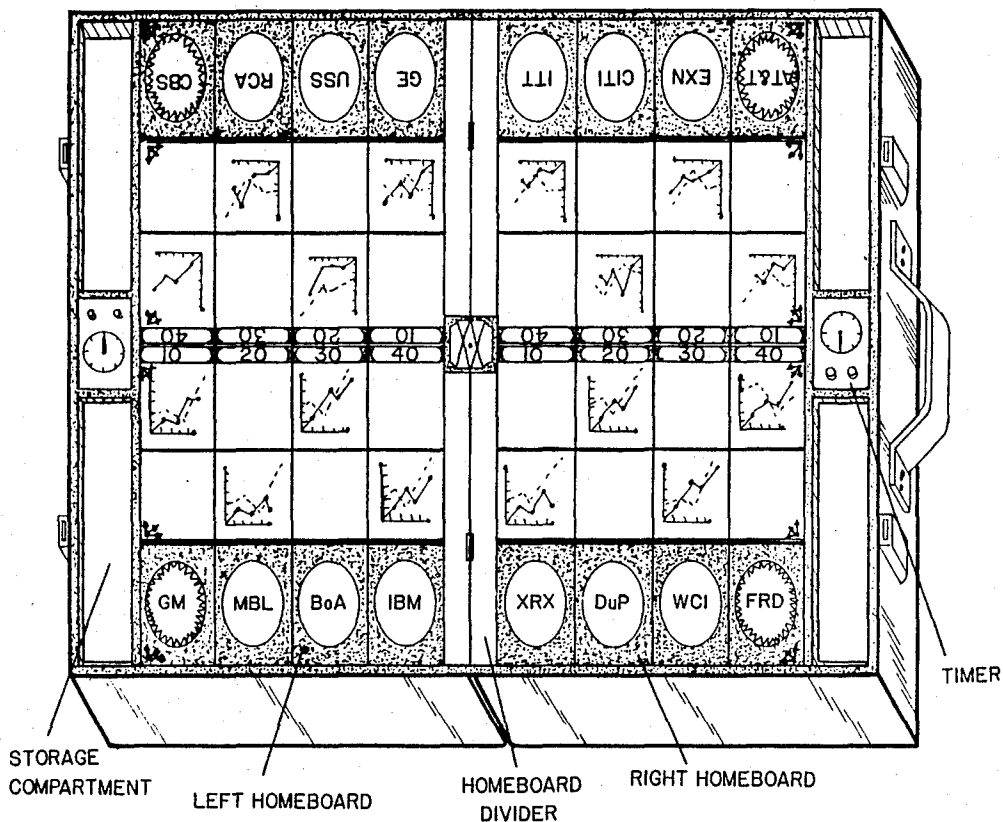 CBS RCA USS GE ITT CITI EXN AT&T
40 30 20 10 40 30 20 10
10 20 30 40 10 20 30 40
GM MBL BoA IBM XRX DuP WCI FRD
TIMER
STORAGE
COMPARTMENT
LEFT HOMEBOARD
HOMEBOARD
DIVIDER
RIGHT HOMEBOARD